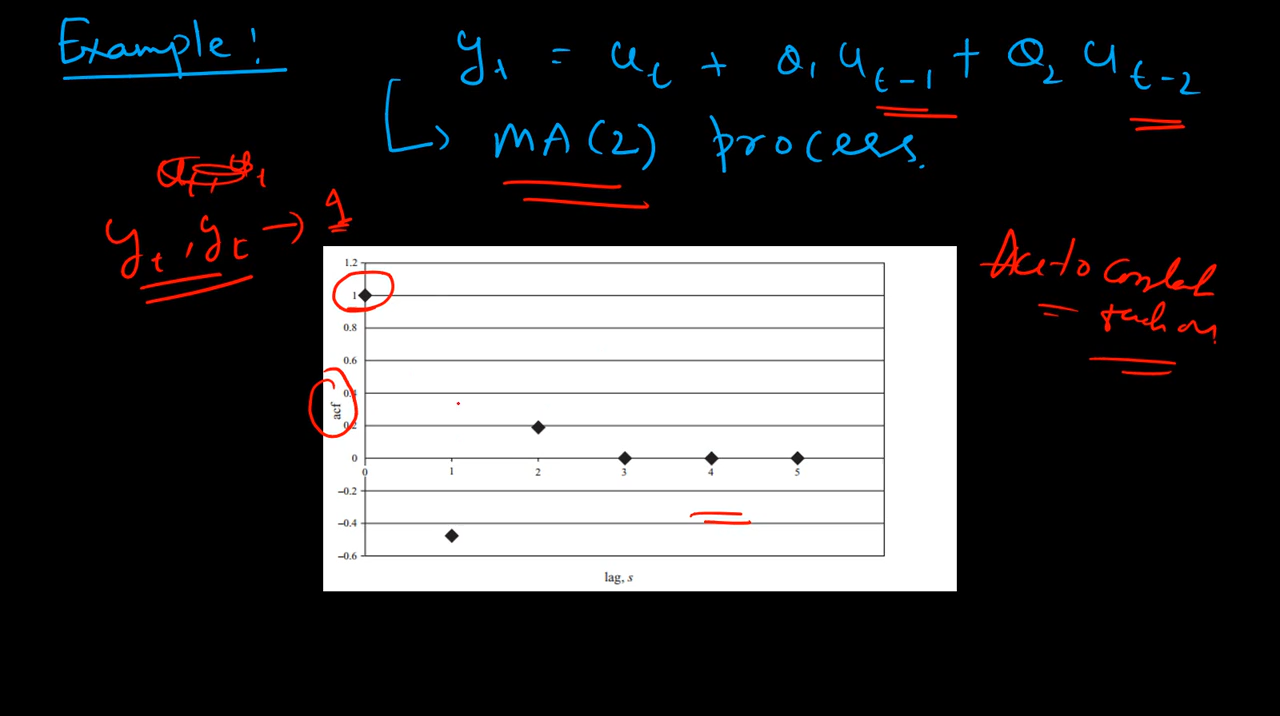 Example!
y_t = u_t + θ_1 u_{t-1} + θ_2 u_{t-2}
MA(2) process.
y_t , y_t → 1
Auto
1.2
1
0.8
0.6
0.4
acf
0.2
0
0 1 2 3 4 5
−0.2
−0.4
−0.6
lag, s